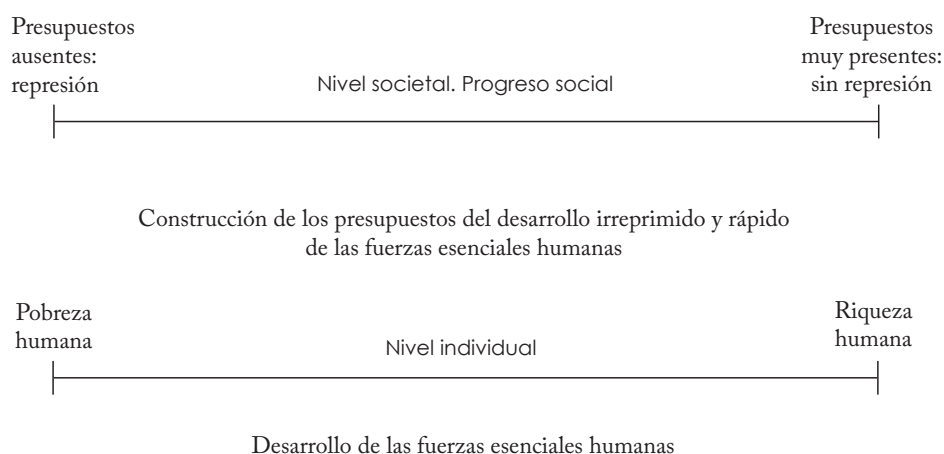 Presupuestos
ausentes:
represión
Nivel societal. Progreso social
Presupuestos
muy presentes:
sin represión
Construcción de los presupuestos del desarrollo irreprimido y rápido
de las fuerzas esenciales humanas
Pobreza
humana
Nivel individual
Riqueza
humana
Desarrollo de las fuerzas esenciales humanas